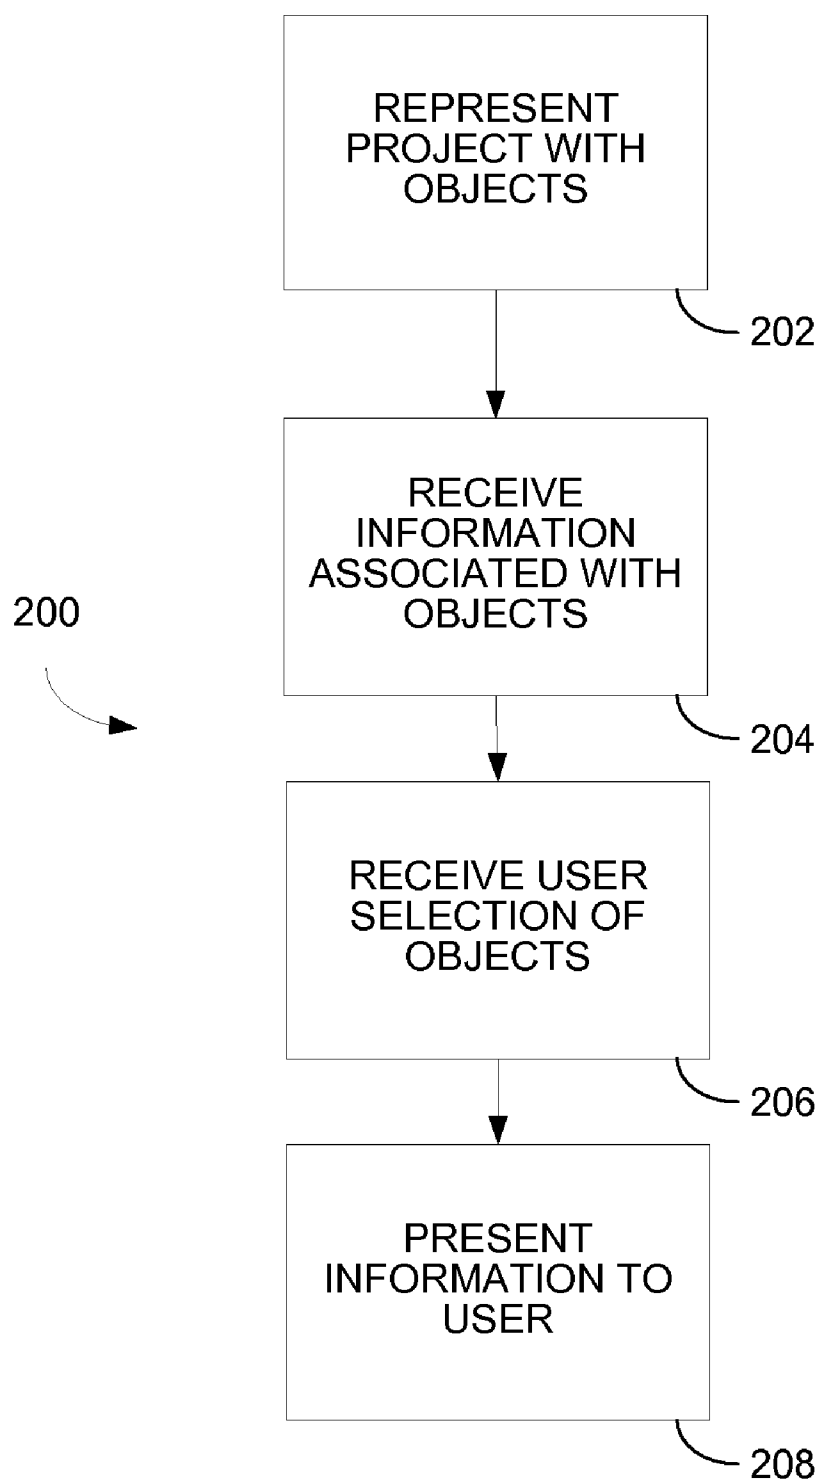 REPRESENT
PROJECT WITH
OBJECTS
202
RECEIVE
INFORMATION
ASSOCIATED WITH
OBJECTS
200
204
RECEIVE USER
SELECTION OF
OBJECTS
206
PRESENT
INFORMATION TO
USER
208